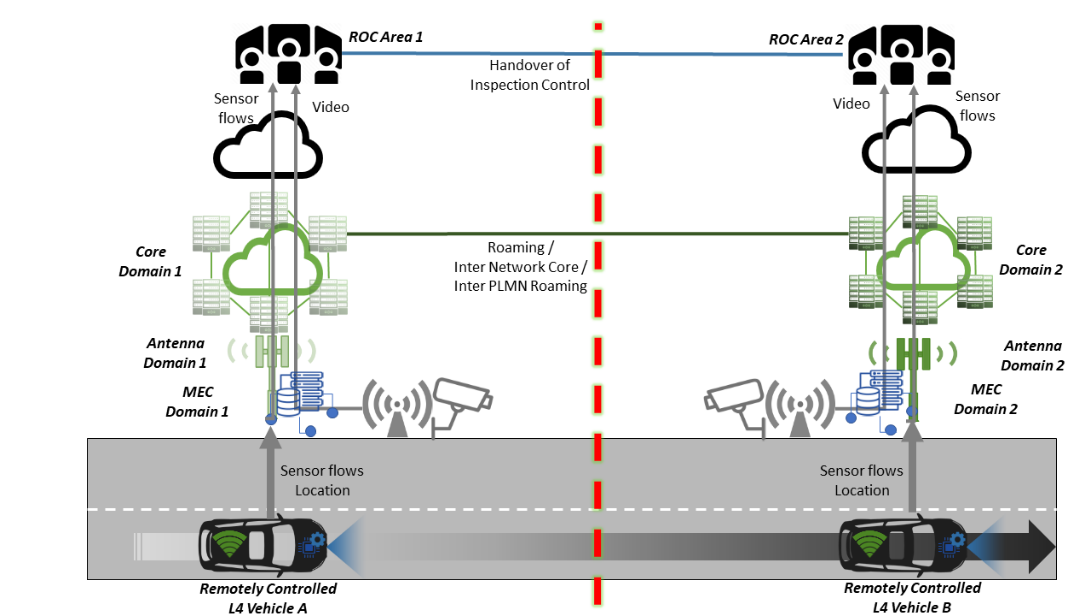 ROC Area 1
ROC Area 2
Handover of
Inspection Control
Sensor
flows
Video
Video
Sensor
flows
Core
Domain 1
Roaming /
Inter Network Core /
Inter PLMN Roaming
Core
Domain 2
Antenna
Domain 1
Antenna
Domain 2
MEC
Domain 1
MEC
Domain 2
Sensor flows
Location
Sensor flows
Location
Remotely Controlled
L4 Vehicle A
Remotely Controlled
L4 Vehicle B